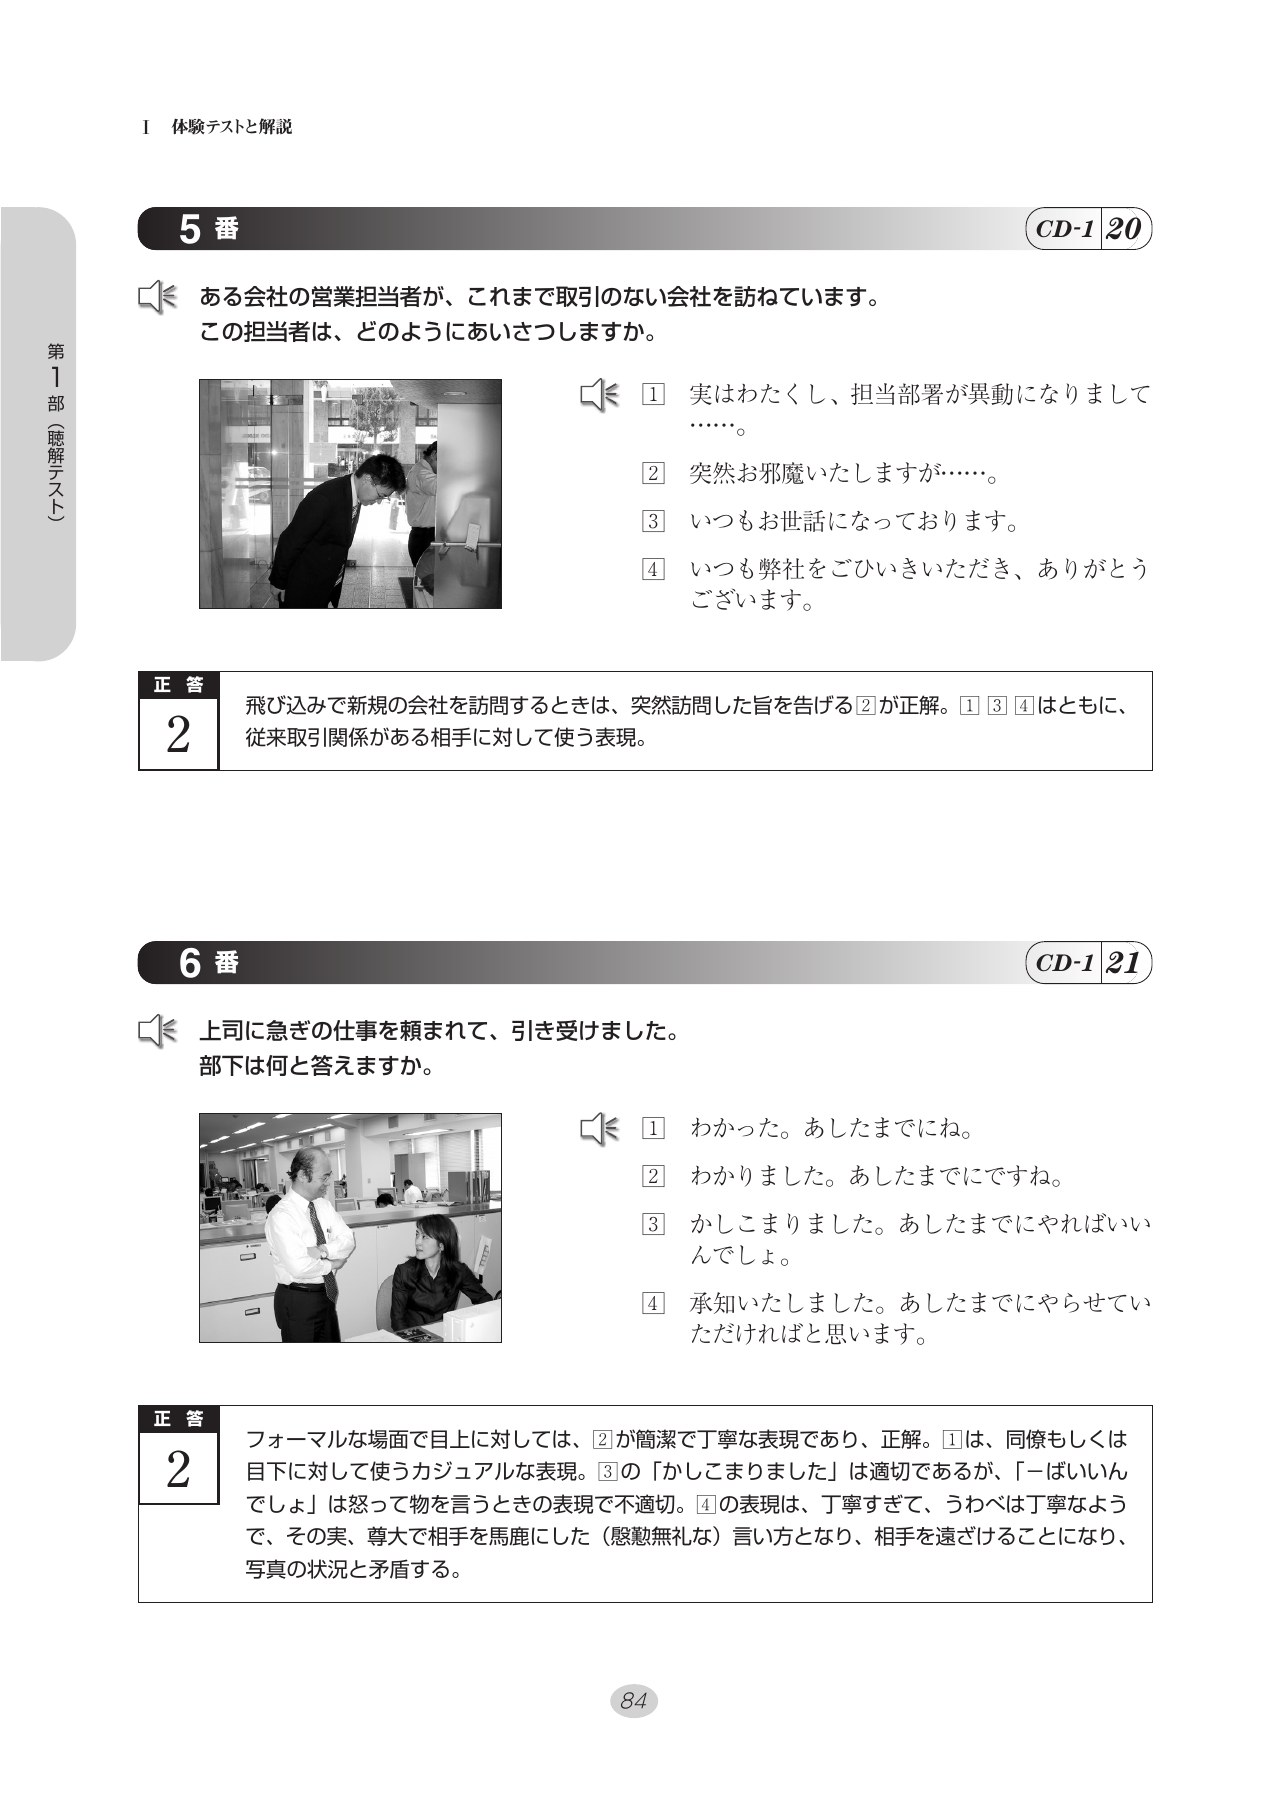 I 体験テストと解説
第1部（聴解テスト）
5 番
CD-1 20
ある会社の営業担当者が、これまで取引のない会社を訪ねています。
この担当者は、どのようにあいさつしますか。
1 実はわたくし、担当部署が異動になりまして
……。
2 突然お邪魔いたしますが……。
3 いつもお世話になっております。
4 いつも弊社をごひいきいただき、ありがとう
ございます。
正 答
2
飛び込みで新規の会社を訪問するときは、突然訪問した旨を告げる2が正解。1 3 4はともに、
従来取引関係がある相手に対して使う表現。
6 番
CD-1 21
上司に急ぎの仕事を頼まれて、引き受けました。
部下は何と答えますか。
1 わかった。あしたまでにね。
2 わかりました。あしたまでにですね。
3 かしこまりました。あしたまでにやればいい
んでしょ。
4 承知いたしました。あしたまでにやらせてい
ただければと思います。
正 答
2
フォーマルな場面で目上に対しては、2が簡潔で丁寧な表現であり、正解。1は、同僚もしくは
目下に対して使うカジュアルな表現。3の「かしこまりました」は適切であるが、「－ばいいん
でしょ」は怒って物を言うときの表現で不適切。4の表現は、丁寧すぎて、うわべは丁寧なよう
で、その実、尊大で相手を馬鹿にした（慇懃無礼な）言い方となり、相手を遠ざけることになり、
写真の状況と矛盾する。
84